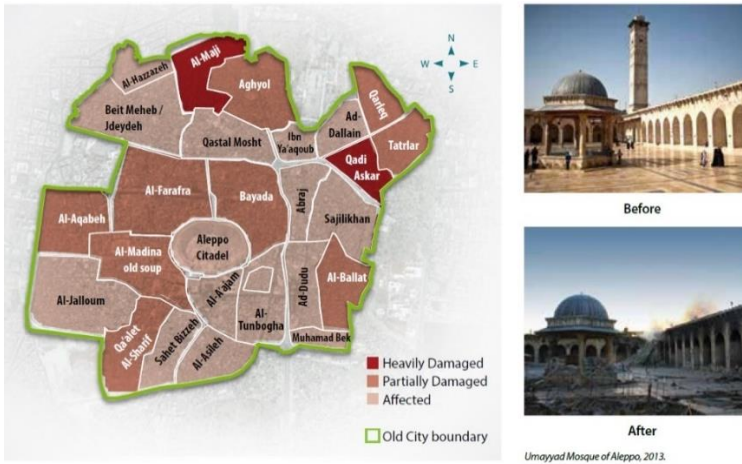 N
W E
S
Al-Hazzazeh
Al-Maji
Aghyol
Beit Meheb /
Jdeydeh
Qastal Mosht
Ibn
Ya'aqoub
Ad-
Dallain
Qarleq
Tatrlar
Qadi
Askar
Al-Farafra
Bayada
Abraj
Sajilikhan
Al-Aqabeh
Al-Madina
old soup
Aleppo
Citadel
Al-Jalloum
Al-A'ajam
Al-
Tunbogha
Ad-Dudu
Al-Ballat
Qa'alet
Al-Sharif
Sahet Bizzeh
Al-Asileh
Muhamad Bek
Heavily Damaged
Partially Damaged
Affected
Old City boundary
Before
After
Umayyad Mosque of Aleppo, 2013.